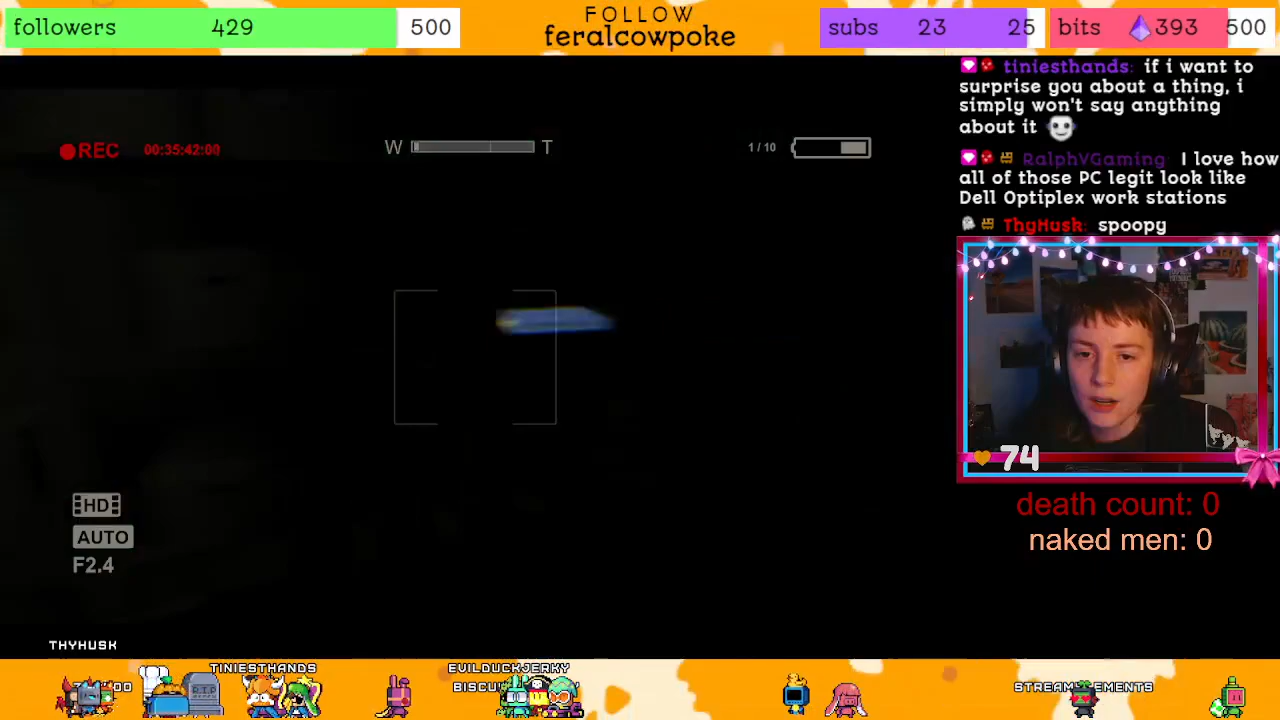 followers 429 500
FOLLOW
feralcowpoke
subs 23 25
bits 393 500
tiniesthands: if i want to
surprise you about a thing, i
simply won't say anything
about it
RalphVGaming: I love how
all of those PC legit look like
Dell Optiplex work stations
ThyHusk: spoopy
REC 00:35:42:00
W T
1 / 10
74
death count: 0
naked men: 0
HD
AUTO
F2.4
THYHUSK
TINIESTHANDS
EVILDUCKJERKY
R.I.P